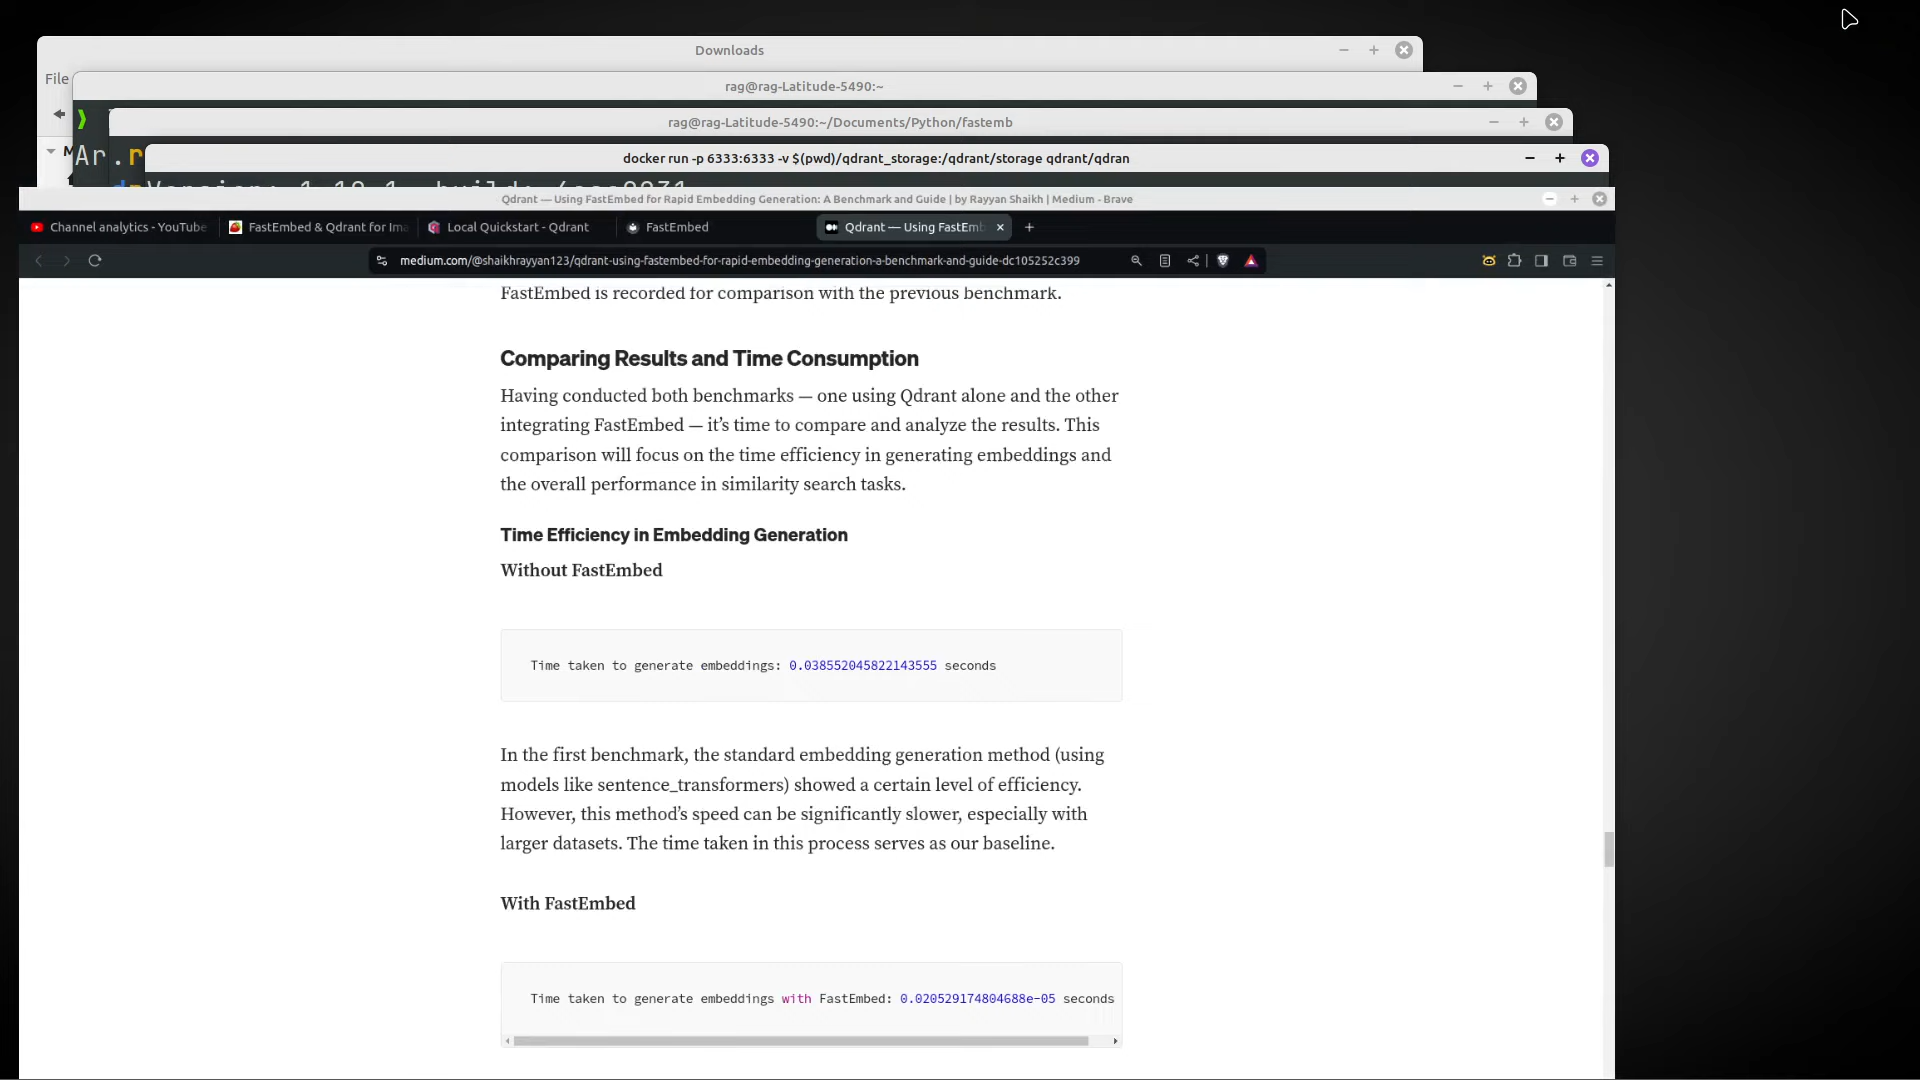 Downloads
File
rag@rag-Latitude-5490:~
rag@rag-Latitude-5490:~/Documents/Python/fastemb
Ar.r
docker run -p 6333:6333 -v $(pwd)/qdrant_storage:/qdrant/storage qdrant/qdran
Qdrant — Using FastEmbed for Rapid Embedding Generation: A Benchmark and Guide | by Rayyan Shaikh | Medium - Brave
Channel analytics - YouTube
FastEmbed & Qdrant for Ima
Local Quickstart - Qdrant
FastEmbed
Qdrant — Using FastEmb
medium.com/@shaikhrayyan123/qdrant-using-fastembed-for-rapid-embedding-generation-a-benchmark-and-guide-dc105252c399
FastEmbed is recorded for comparison with the previous benchmark.
Comparing Results and Time Consumption
Having conducted both benchmarks — one using Qdrant alone and the other
integrating FastEmbed — it’s time to compare and analyze the results. This
comparison will focus on the time efficiency in generating embeddings and
the overall performance in similarity search tasks.
Time Efficiency in Embedding Generation
Without FastEmbed
Time taken to generate embeddings: 0.038552045822143555 seconds
In the first benchmark, the standard embedding generation method (using
models like sentence_transformers) showed a certain level of efficiency.
However, this method’s speed can be significantly slower, especially with
larger datasets. The time taken in this process serves as our baseline.
With FastEmbed
Time taken to generate embeddings with FastEmbed: 0.020529174804688e-05 seconds